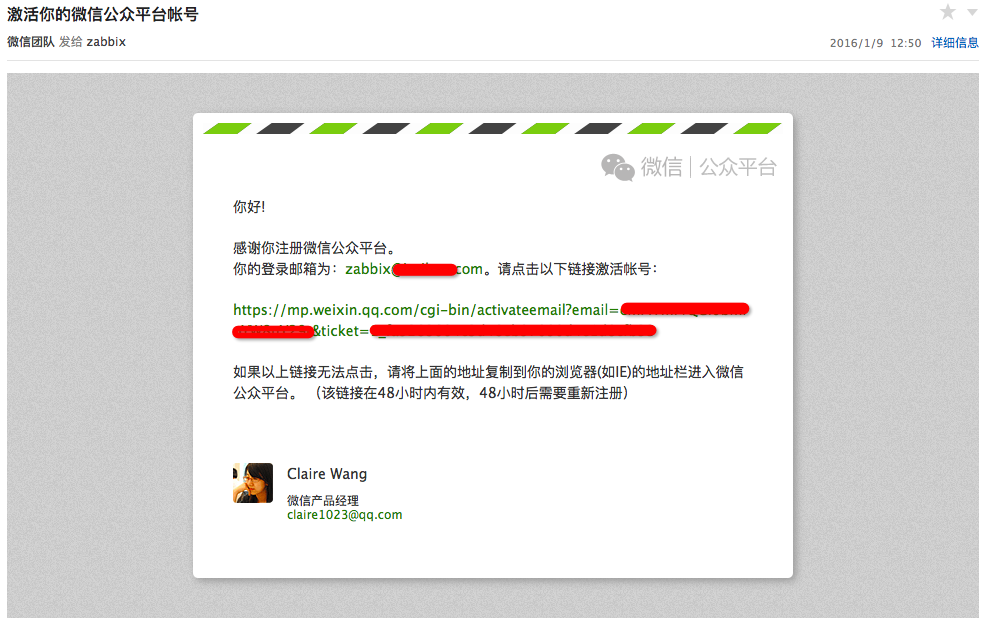 激活你的微信公众平台帐号
微信团队 发给 zabbix
2016/1/9 12:50 详细信息
微信 | 公众平台
你好!
感谢你注册微信公众平台。
你的登录邮箱为：zabbix@ .com。请点击以下链接激活帐号：
https://mp.weixin.qq.com/cgi-bin/activateemail?email=
&ticket=
如果以上链接无法点击，请将上面的地址复制到你的浏览器(如IE)的地址栏进入微信
公众平台。 （该链接在48小时内有效，48小时后需要重新注册）
Claire Wang
微信产品经理
claire1023@qq.com